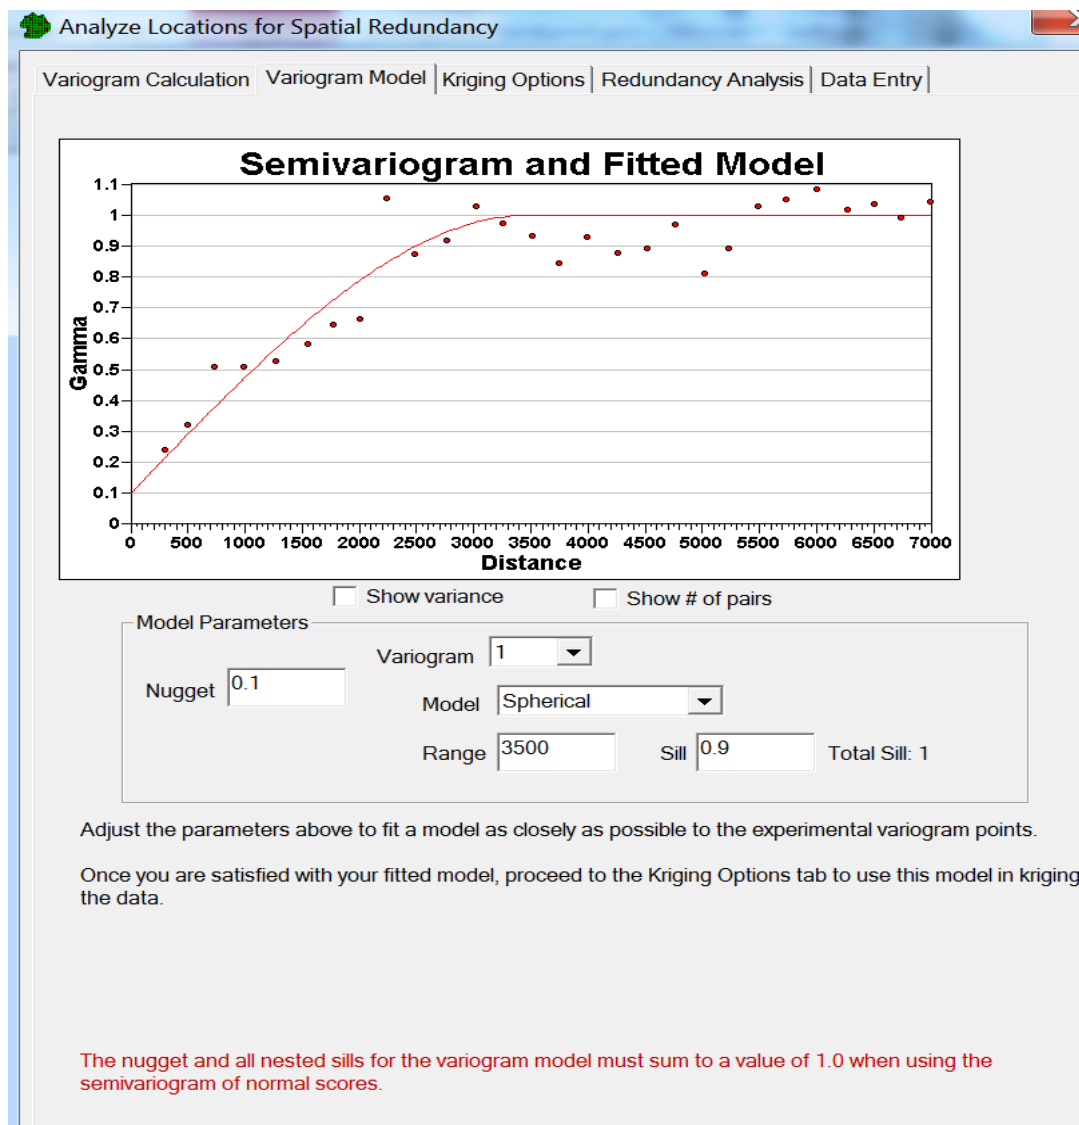 Analyze Locations for Spatial Redundancy
Variogram Calculation Variogram Model Kriging Options Redundancy Analysis Data Entry
Semivariogram and Fitted Model
1.1
1
0.9
0.8
0.7
0.6
0.5
0.4
0.3
0.2
0.1
0
Gamma
0 500 1000 1500 2000 2500 3000 3500 4000 4500 5000 5500 6000 6500 7000
Distance
Show variance Show # of pairs
Model Parameters
Variogram 1
Nugget 0.1
Model Spherical
Range 3500 Sill 0.9 Total Sill: 1
Adjust the parameters above to fit a model as closely as possible to the experimental variogram points.
Once you are satisfied with your fitted model, proceed to the Kriging Options tab to use this model in kriging
the data.
The nugget and all nested sills for the variogram model must sum to a value of 1.0 when using the
semivariogram of normal scores.